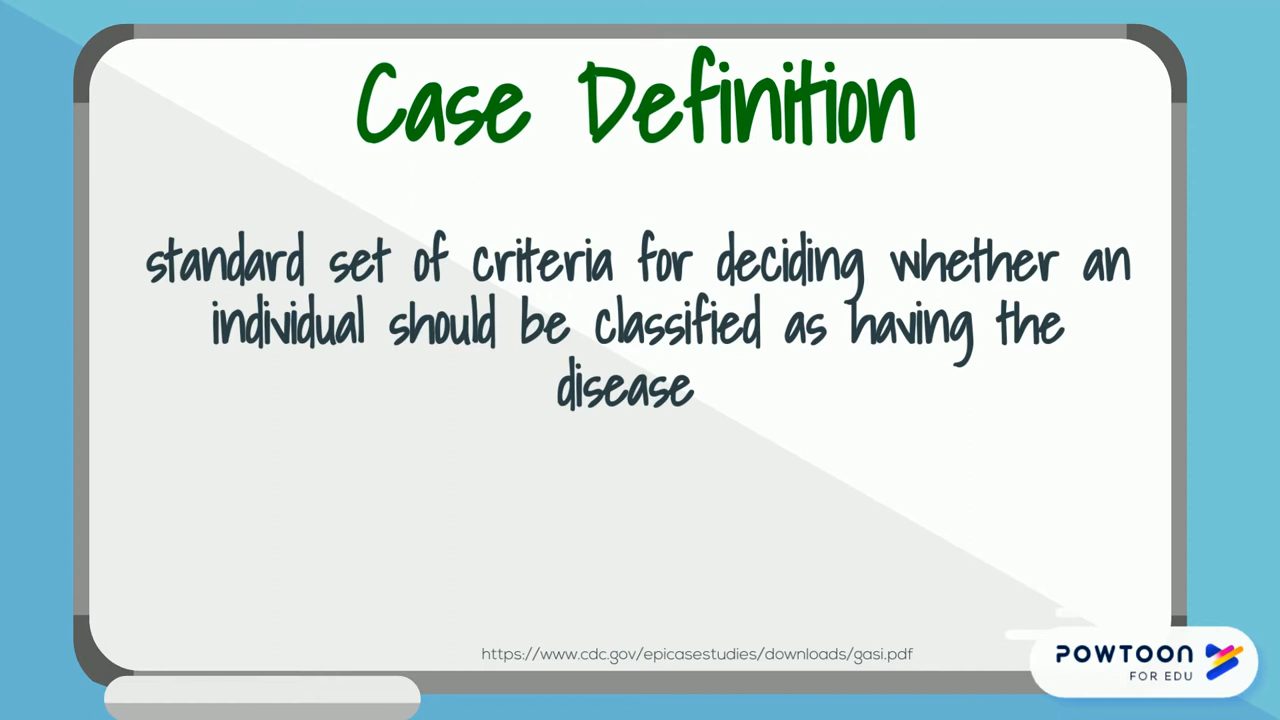 Case Definition
standard set of criteria for deciding whether an
individual should be classified as having the
disease
https://www.cdc.gov/epicasestudies/downloads/gasi.pdf
POWTOON
FOR EDU